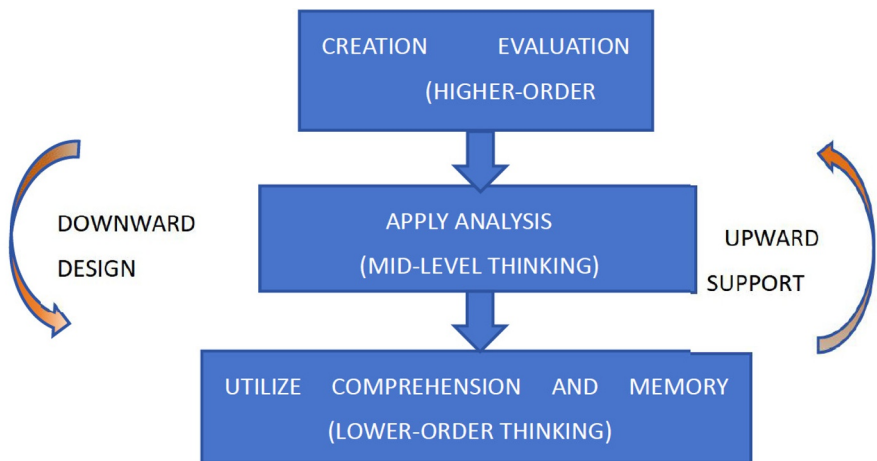 CREATION EVALUATION
(HIGHER-ORDER
DOWNWARD
DESIGN
APPLY ANALYSIS
(MID-LEVEL THINKING)
UPWARD
SUPPORT
UTILIZE COMPREHENSION AND MEMORY
(LOWER-ORDER THINKING)